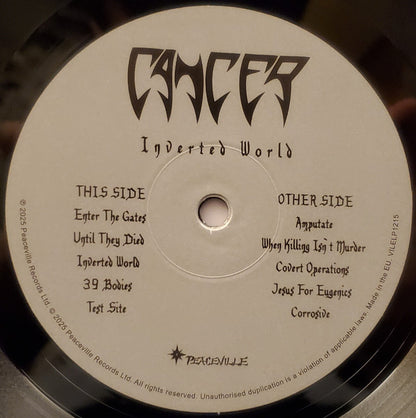 CANCER
Inverted World
THIS SIDE
Enter The Gates
Until They Died
Inverted World
39 Bodies
Test Site
OTHER SIDE
Amputate
When Killing Isn't Murder
Covert Operations
Jesus For Eugenics
Corrosive
PEACEVILLE
℗ 2025 Peaceville Records Ltd. © 2025 Peaceville Records Ltd. All rights reserved. Unauthorised duplication is a violation of applicable laws. Made in the EU. VILELP1215